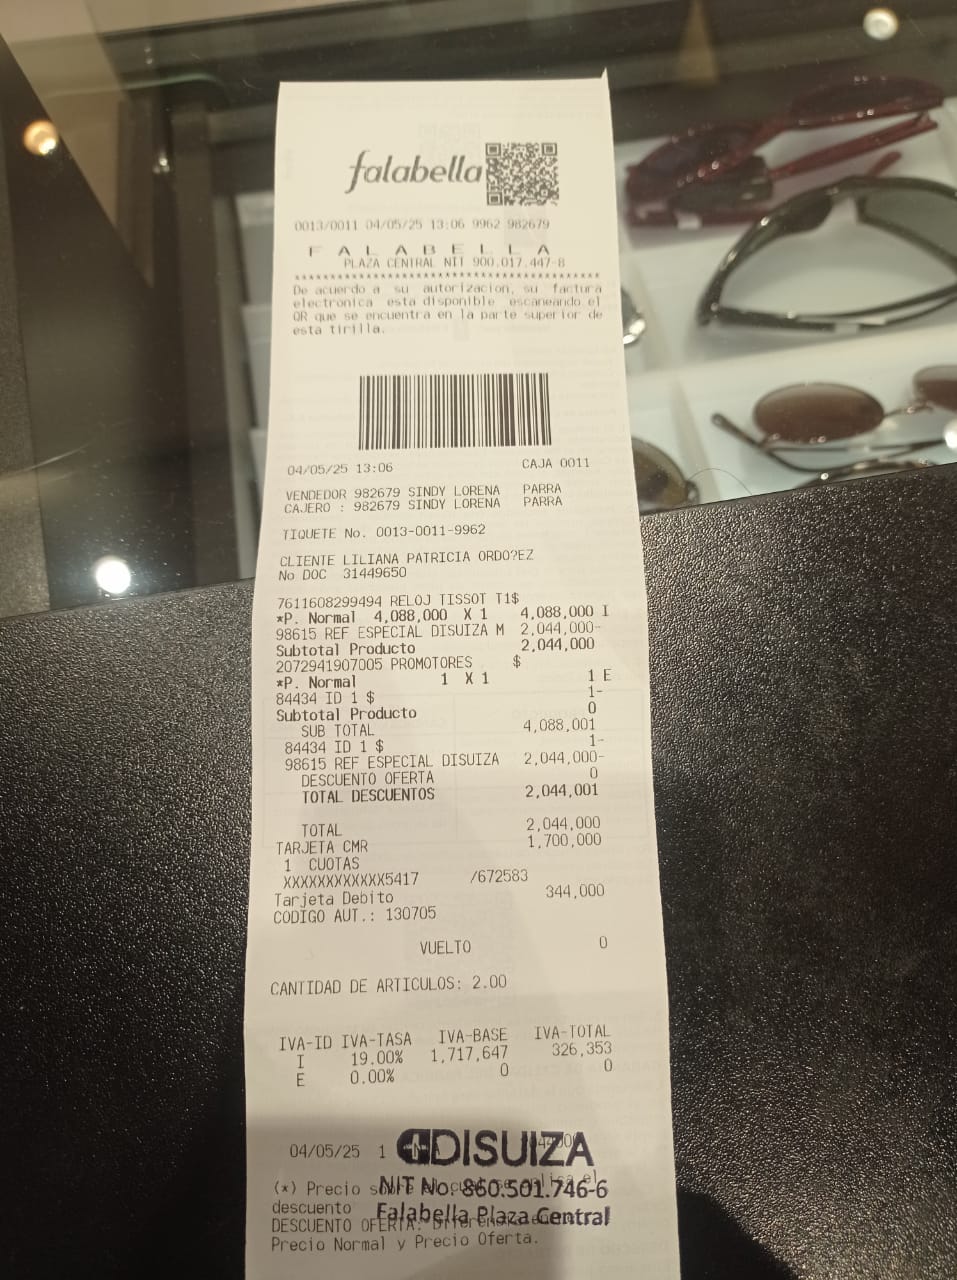 falabella
0013/0011 04/05/25 13:06 9962 982679
F A L A B E L L A
PLAZA CENTRAL NIT 900.017.447-8
De acuerdo a su autorizacion, su factura
electronica esta disponible escaneando el
QR que se encuentra en la parte superior de
esta tirilla.
04/05/25 13:06 CAJA 0011
VENDEDOR 982679 SINDY LORENA PARRA
CAJERO : 982679 SINDY LORENA PARRA
TIQUETE No. 0013-0011-9962
CLIENTE LILIANA PATRICIA ORDO?EZ
No DOC 31449650
7611608299494 RELOJ TISSOT T1$
*P. Normal 4,088,000 X 1 4,088,000 I
98615 REF ESPECIAL DISUIZA M 2,044,000-
Subtotal Producto 2,044,000
2072941907005 PROMOTORES $
*P. Normal 1 X 1 1 E
84434 ID 1 $ 1-
Subtotal Producto 0
SUB TOTAL 4,088,001
84434 ID 1 $ 1-
98615 REF ESPECIAL DISUIZA 2,044,000-
DESCUENTO OFERTA 0
TOTAL DESCUENTOS 2,044,001
TOTAL 2,044,000
TARJETA CMR 1,700,000
1 CUOTAS
XXXXXXXXXXXX5417 /672583
Tarjeta Debito 344,000
CODIGO AUT.: 130705
VUELTO 0
CANTIDAD DE ARTICULOS: 2.00
IVA-ID IVA-TASA IVA-BASE IVA-TOTAL
I 19.00% 1,717,647 326,353
E 0.00% 0 0
04/05/25 1
DISUIZA
(*) Precio el
NIT No. 860.501.746-6
descuento
Falabella Plaza Central
DESCUENTO OFERTA:
Precio Normal y Precio Oferta.